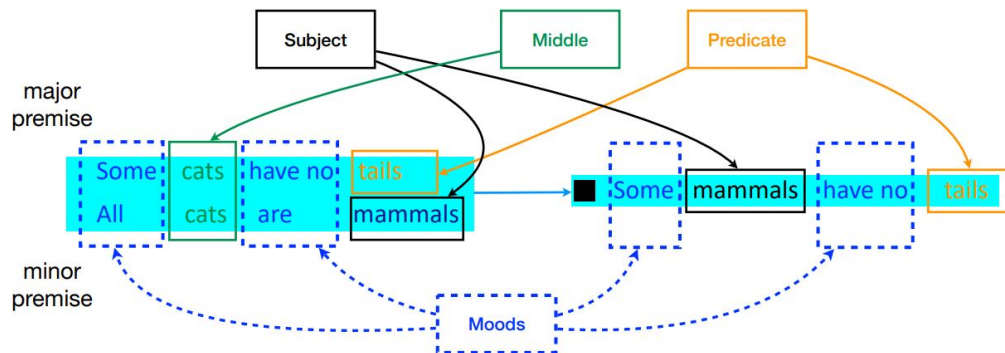 Subject Middle Predicate
major
premise
Some cats have no tails
All cats are mammals
Some mammals have no tails
minor
premise
Moods